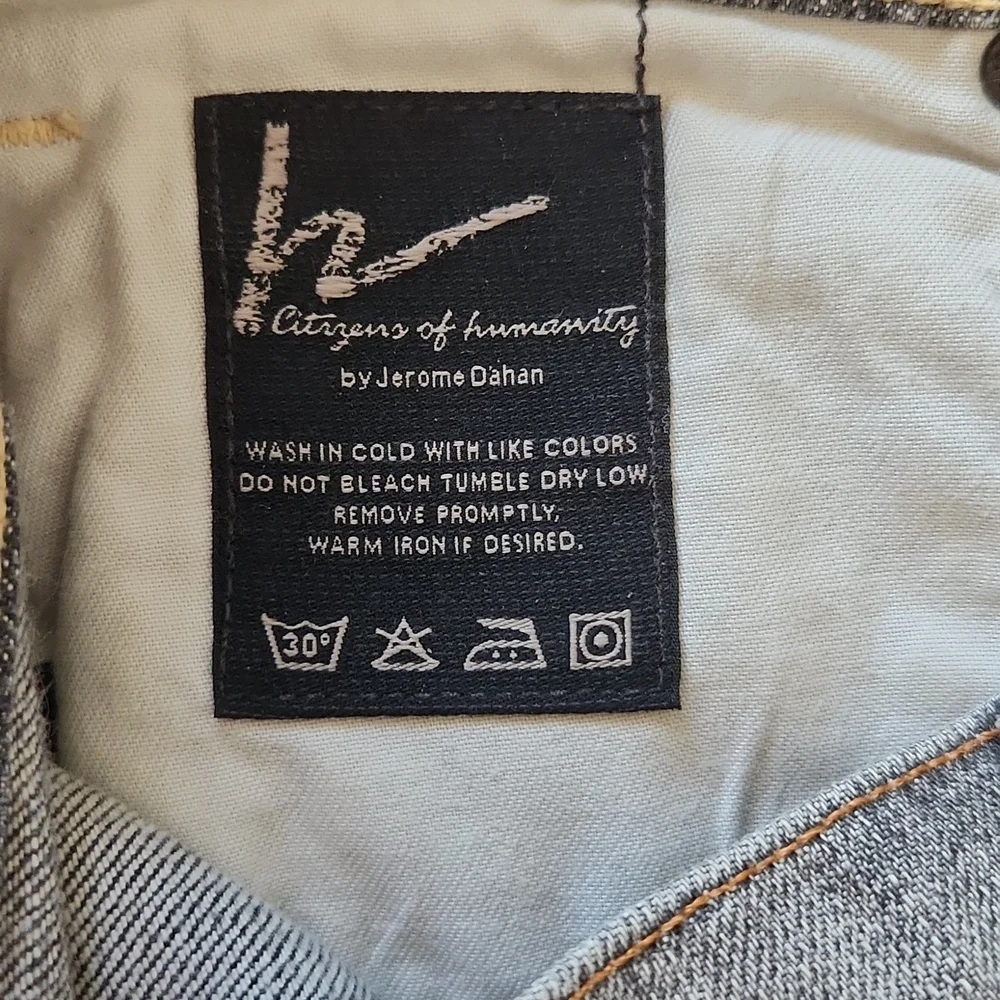 h
Citizens of humanity
by Jerome Dahan
WASH IN COLD WITH LIKE COLORS
DO NOT BLEACH TUMBLE DRY LOW,
REMOVE PROMPTLY,
WARM IRON IF DESIRED.
30°